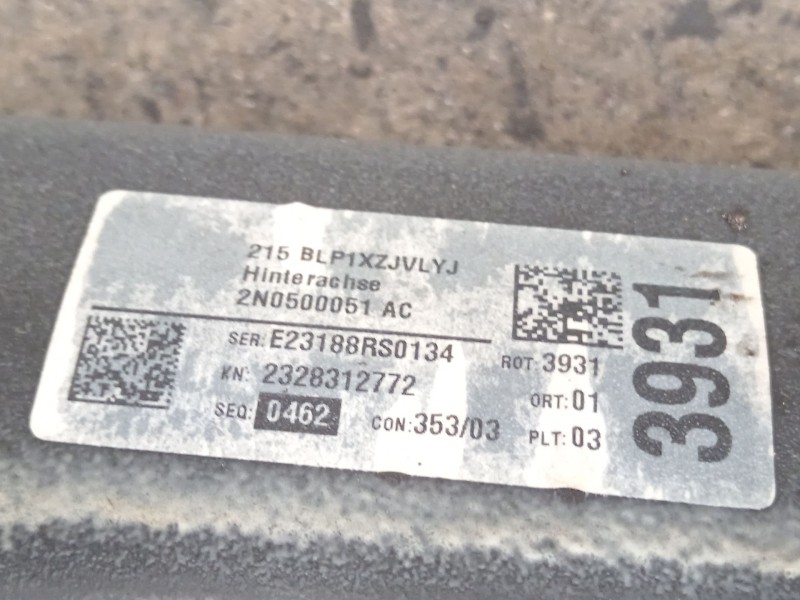 215 BLP1XZJVLYJ
Hinterachse
2N0500051 AC
SER: E23188RS0134
KN: 2328312772
SEQ: 0462 CON: 353/03
ROT: 3931
ORT: 01
PLT: 03
3931